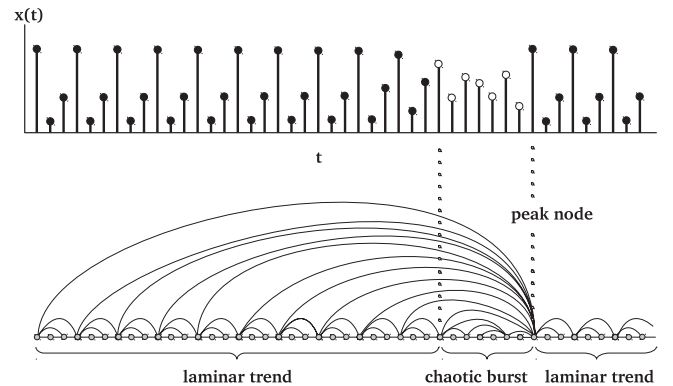 x(t)
t
peak node
laminar trend
chaotic burst
laminar trend